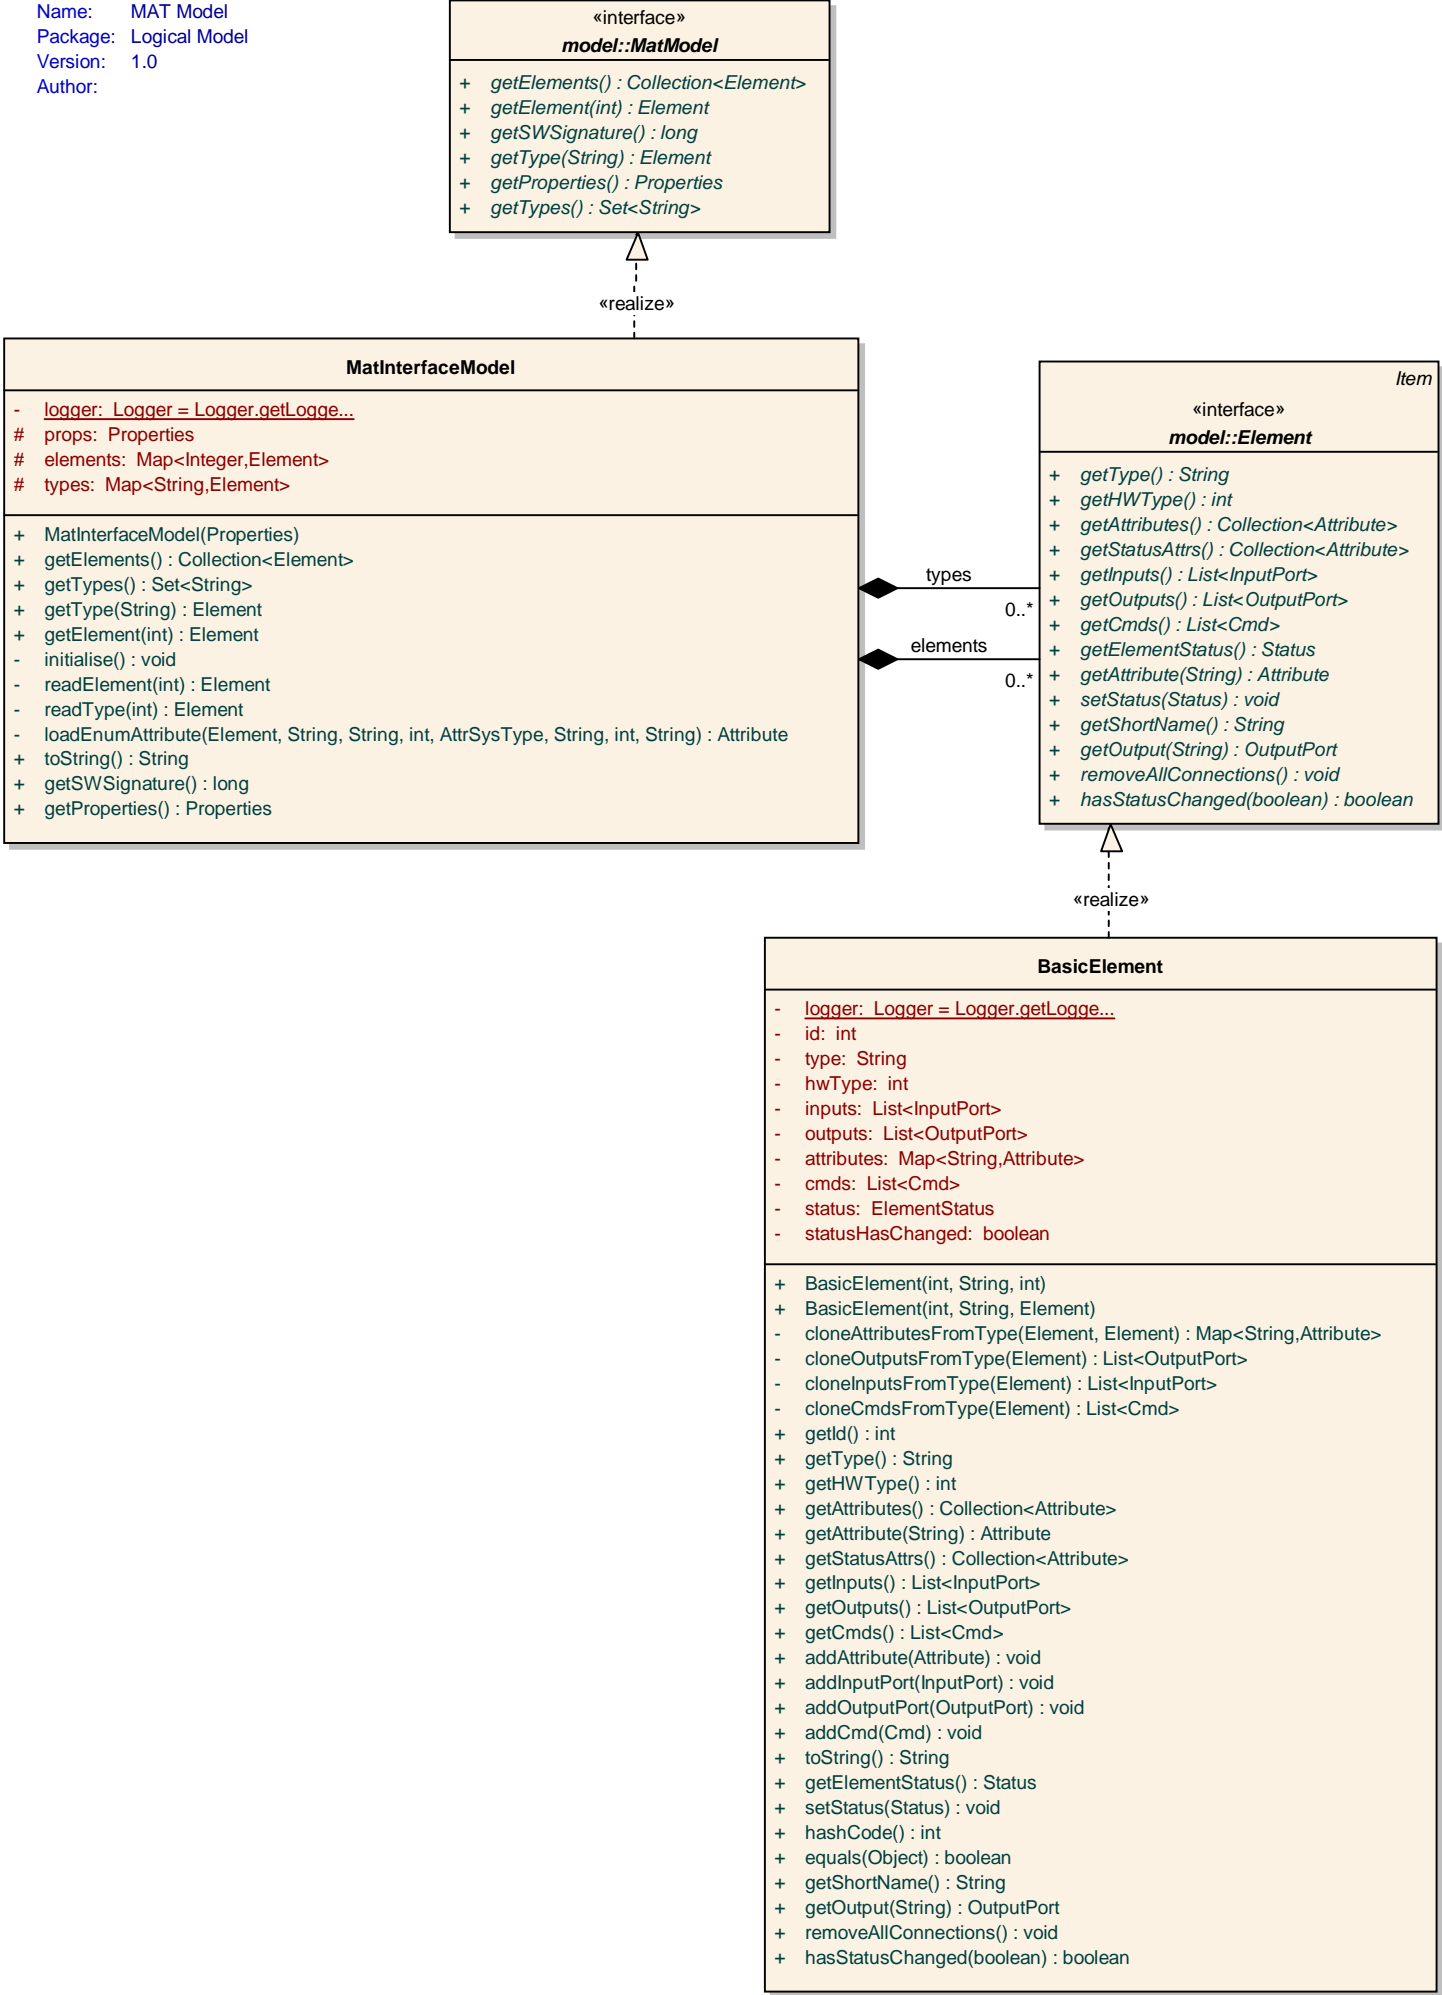 Name: MAT Model
Package: Logical Model
Version: 1.0
Author:
«interface»
model::MatModel
+ getElements() : Collection<Element>
+ getElement(int) : Element
+ getSWSignature() : long
+ getType(String) : Element
+ getProperties() : Properties
+ getTypes() : Set<String>
«realize»
MatInterfaceModel
- logger: Logger = Logger.getLogge...
# props: Properties
# elements: Map<Integer,Element>
# types: Map<String,Element>
+ MatInterfaceModel(Properties)
+ getElements() : Collection<Element>
+ getTypes() : Set<String>
+ getType(String) : Element
+ getElement(int) : Element
- initialise() : void
- readElement(int) : Element
- readType(int) : Element
- loadEnumAttribute(Element, String, String, int, AttrSysType, String, int, String) : Attribute
+ toString() : String
+ getSWSignature() : long
+ getProperties() : Properties
types
0..*
elements
0..*
Item
«interface»
model::Element
+ getType() : String
+ getHWType() : int
+ getAttributes() : Collection<Attribute>
+ getStatusAttrs() : Collection<Attribute>
+ getInputs() : List<InputPort>
+ getOutputs() : List<OutputPort>
+ getCmds() : List<Cmd>
+ getElementStatus() : Status
+ getAttribute(String) : Attribute
+ setStatus(Status) : void
+ getShortName() : String
+ getOutput(String) : OutputPort
+ removeAllConnections() : void
+ hasStatusChanged(boolean) : boolean
«realize»
BasicElement
- logger: Logger = Logger.getLogge...
- id: int
- type: String
- hwType: int
- inputs: List<InputPort>
- outputs: List<OutputPort>
- attributes: Map<String,Attribute>
- cmds: List<Cmd>
- status: ElementStatus
- statusHasChanged: boolean
+ BasicElement(int, String, int)
+ BasicElement(int, String, Element)
- cloneAttributesFromType(Element, Element) : Map<String,Attribute>
- cloneOutputsFromType(Element) : List<OutputPort>
- cloneInputsFromType(Element) : List<InputPort>
- cloneCmdsFromType(Element) : List<Cmd>
+ getId() : int
+ getType() : String
+ getHWType() : int
+ getAttributes() : Collection<Attribute>
+ getAttribute(String) : Attribute
+ getStatusAttrs() : Collection<Attribute>
+ getInputs() : List<InputPort>
+ getOutputs() : List<OutputPort>
+ getCmds() : List<Cmd>
+ addAttribute(Attribute) : void
+ addInputPort(InputPort) : void
+ addOutputPort(OutputPort) : void
+ addCmd(Cmd) : void
+ toString() : String
+ getElementStatus() : Status
+ setStatus(Status) : void
+ hashCode() : int
+ equals(Object) : boolean
+ getShortName() : String
+ getOutput(String) : OutputPort
+ removeAllConnections() : void
+ hasStatusChanged(boolean) : boolean